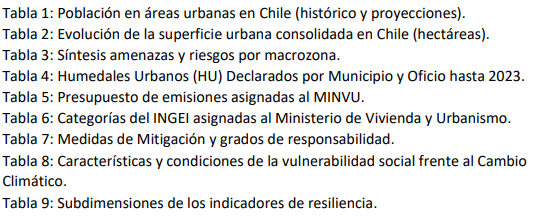 Tabla 1: Población en áreas urbanas en Chile (histórico y proyecciones).
Tabla 2: Evolución de la superficie urbana consolidada en Chile (hectáreas).
Tabla 3: Síntesis amenazas y riesgos por macrozona.
Tabla 4: Humedales Urbanos (HU) Declarados por Municipio y Oficio hasta 2023.
Tabla 5: Presupuesto de emisiones asignadas al MINVU.
Tabla 6: Categorías del INGEI asignadas al Ministerio de Vivienda y Urbanismo.
Tabla 7: Medidas de Mitigación y grados de responsabilidad.
Tabla 8: Características y condiciones de la vulnerabilidad social frente al Cambio
Climático.
Tabla 9: Subdimensiones de los indicadores de resiliencia.